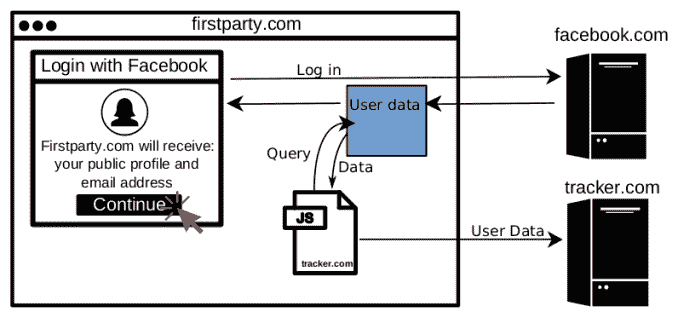 firstparty.com
facebook.com
Login with Facebook
Log in
User data
Firstparty.com will receive:
your public profile and
email address
Continue
Query
Data
tracker.com
JS
User Data
tracker.com